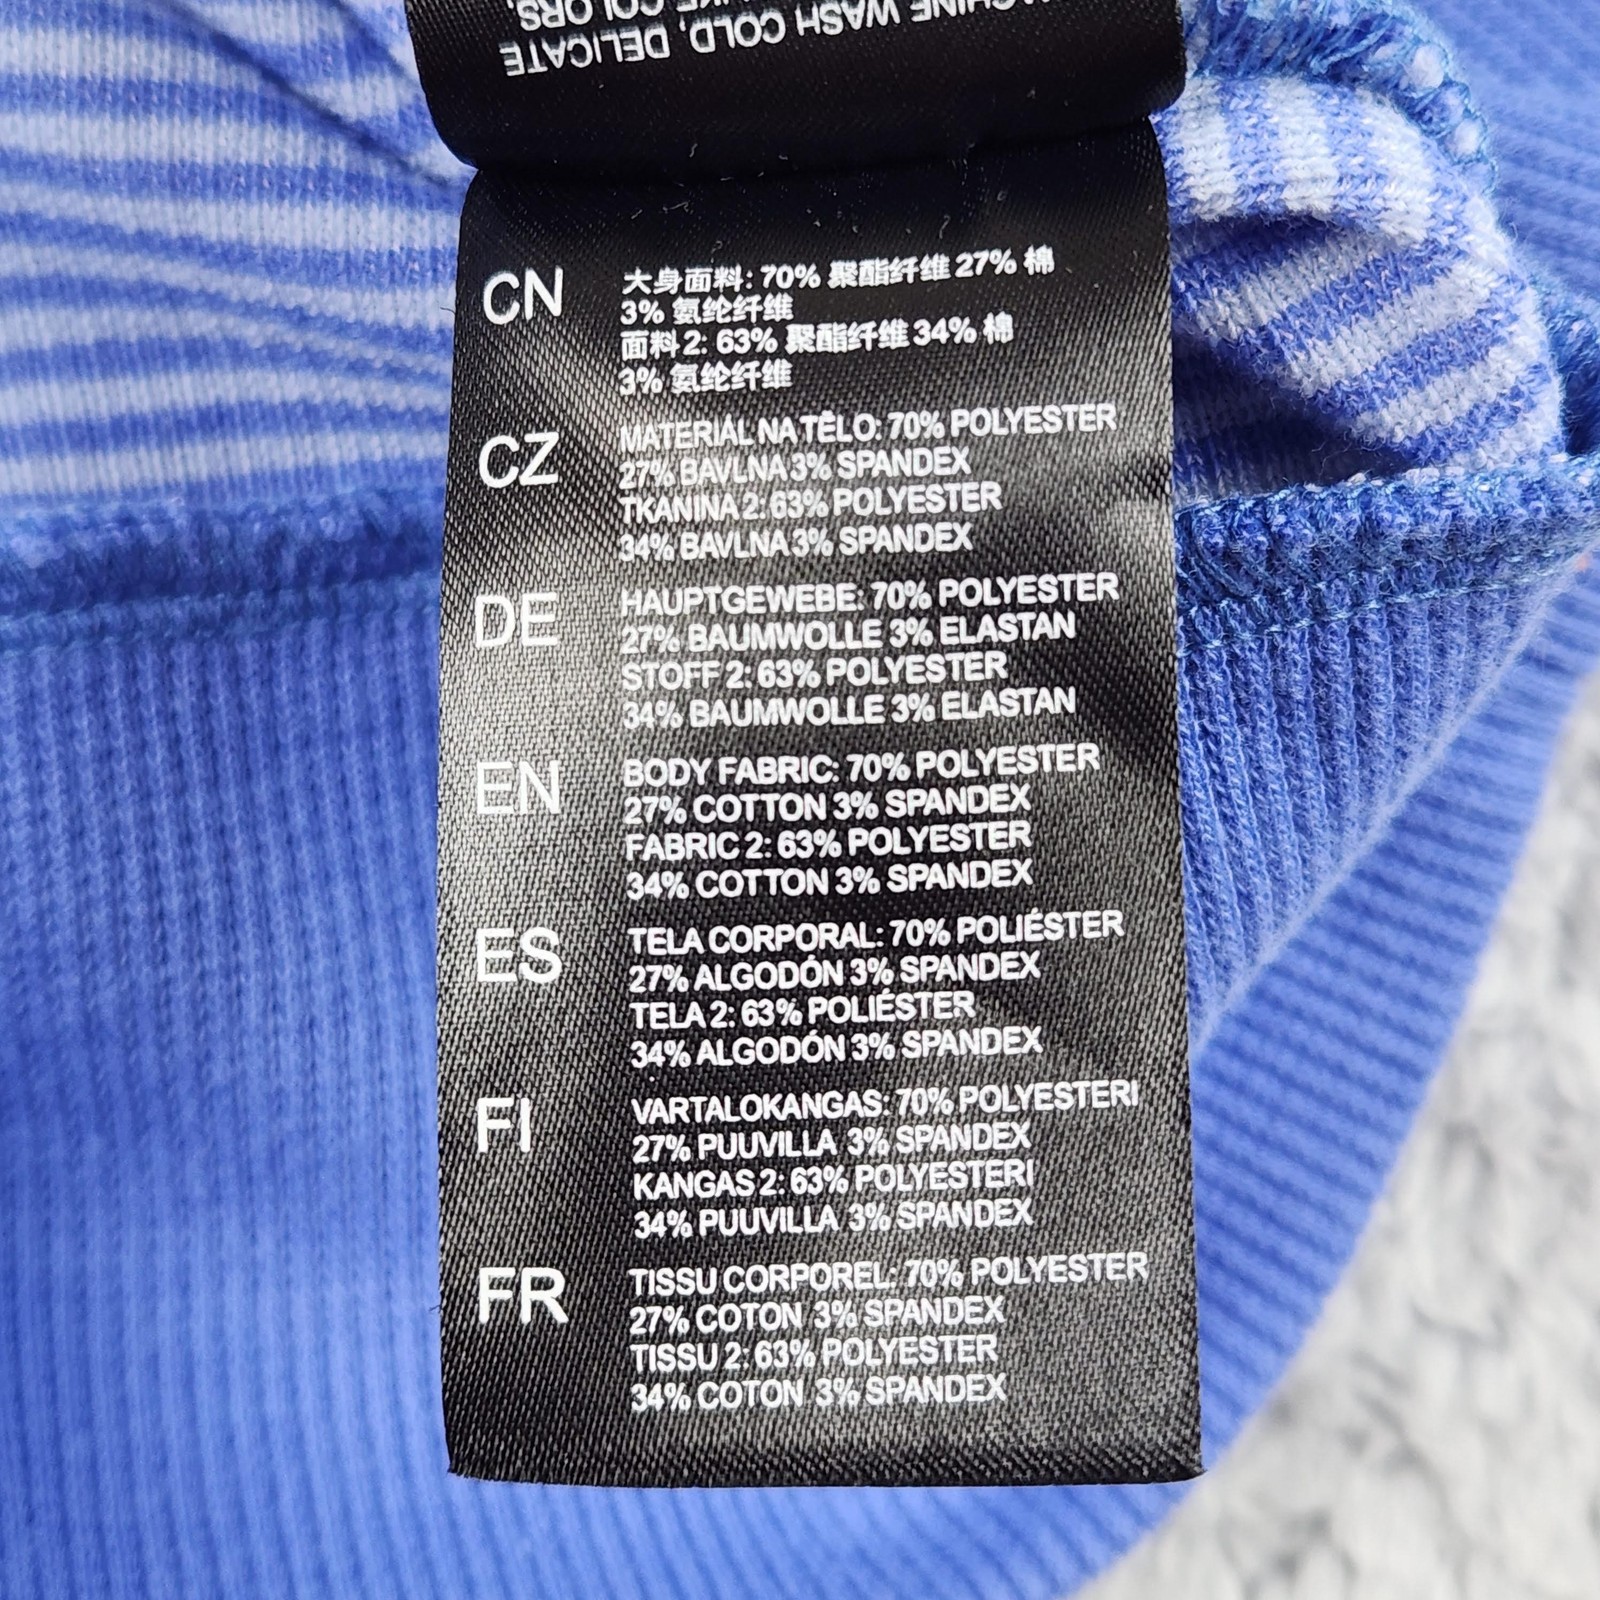 MACHINE WASH COLD, DELICATE
LIKE COLORS,
CN
大身面料: 70% 聚酯纤维 27% 棉
3% 氨纶纤维
面料 2: 63% 聚酯纤维 34% 棉
3% 氨纶纤维
CZ
MATERIÁL NA TĚLO: 70% POLYESTER
27% BAVLNA 3% SPANDEX
TKANINA 2: 63% POLYESTER
34% BAVLNA 3% SPANDEX
DE
HAUPTGEWEBE: 70% POLYESTER
27% BAUMWOLLE 3% ELASTAN
STOFF 2: 63% POLYESTER
34% BAUMWOLLE 3% ELASTAN
EN
BODY FABRIC: 70% POLYESTER
27% COTTON 3% SPANDEX
FABRIC 2: 63% POLYESTER
34% COTTON 3% SPANDEX
ES
TELA CORPORAL: 70% POLIÉSTER
27% ALGODÓN 3% SPANDEX
TELA 2: 63% POLIÉSTER
34% ALGODÓN 3% SPANDEX
FI
VARTALOKANGAS: 70% POLYESTERI
27% PUUVILLA 3% SPANDEX
KANGAS 2: 63% POLYESTERI
34% PUUVILLA 3% SPANDEX
FR
TISSU CORPOREL: 70% POLYESTER
27% COTON 3% SPANDEX
TISSU 2: 63% POLYESTER
34% COTON 3% SPANDEX